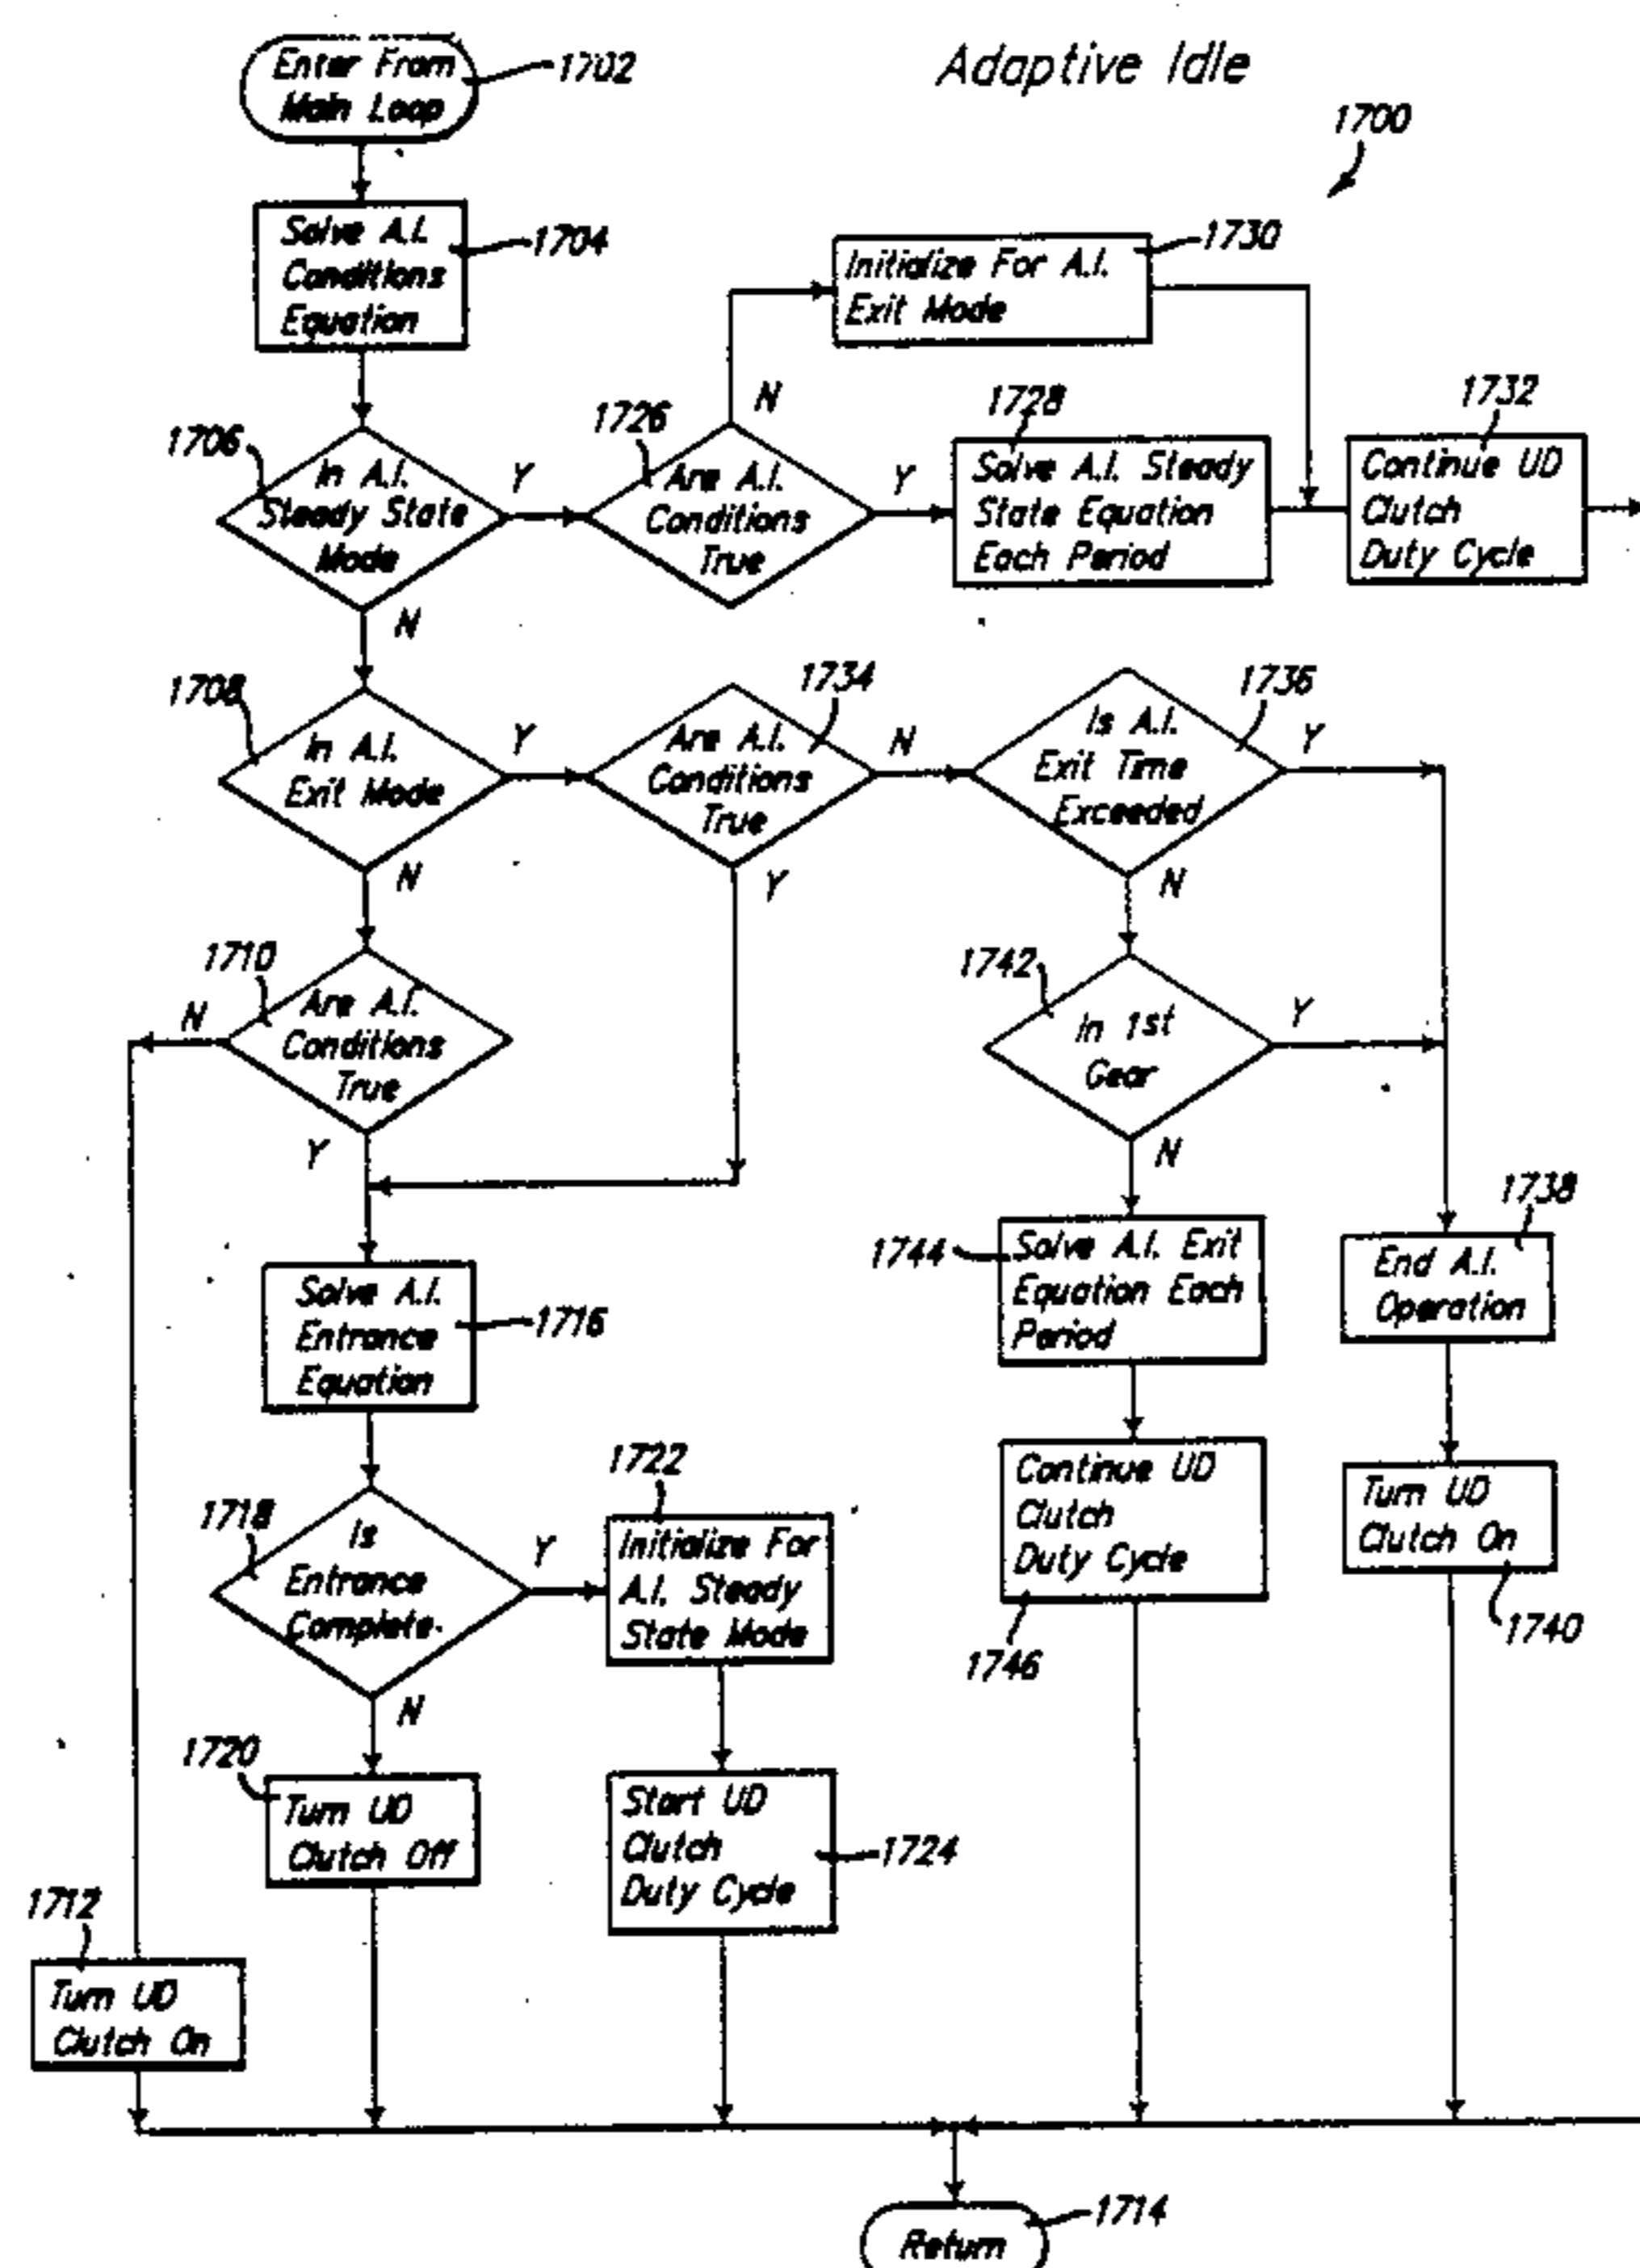 Adaptive Idle
1700
Enter From
Main Loop
1702
Solve A.I.
Conditions
Equation
1704
Initialize For A.I.
Exit Mode
1730
1706
In A.I.
Steady State
Mode
Y
N
1726
Are A.I.
Conditions
True
N
Y
1728
Solve A.I. Steady
State Equation
Each Period
1732
Continue UD
Clutch
Duty Cycle
1708
In A.I.
Exit Mode
Y
N
1734
Are A.I.
Conditions
True
N
Y
1736
Is A.I.
Exit Time
Exceeded
Y
N
1710
Are A.I.
Conditions
True
N
Y
1742
In 1st
Gear
Y
N
1716
Solve A.I.
Entrance
Equation
1744
Solve A.I. Exit
Equation Each
Period
1738
End A.I.
Operation
1718
Is
Entrance
Complete
Y
N
1722
Initialize For
A.I. Steady
State Mode
Continue UD
Clutch
Duty Cycle
1746
Turn UD
Clutch On
1740
1720
Turn UD
Clutch Off
Start UD
Clutch
Duty Cycle
1724
1712
Turn UD
Clutch On
Return
1714